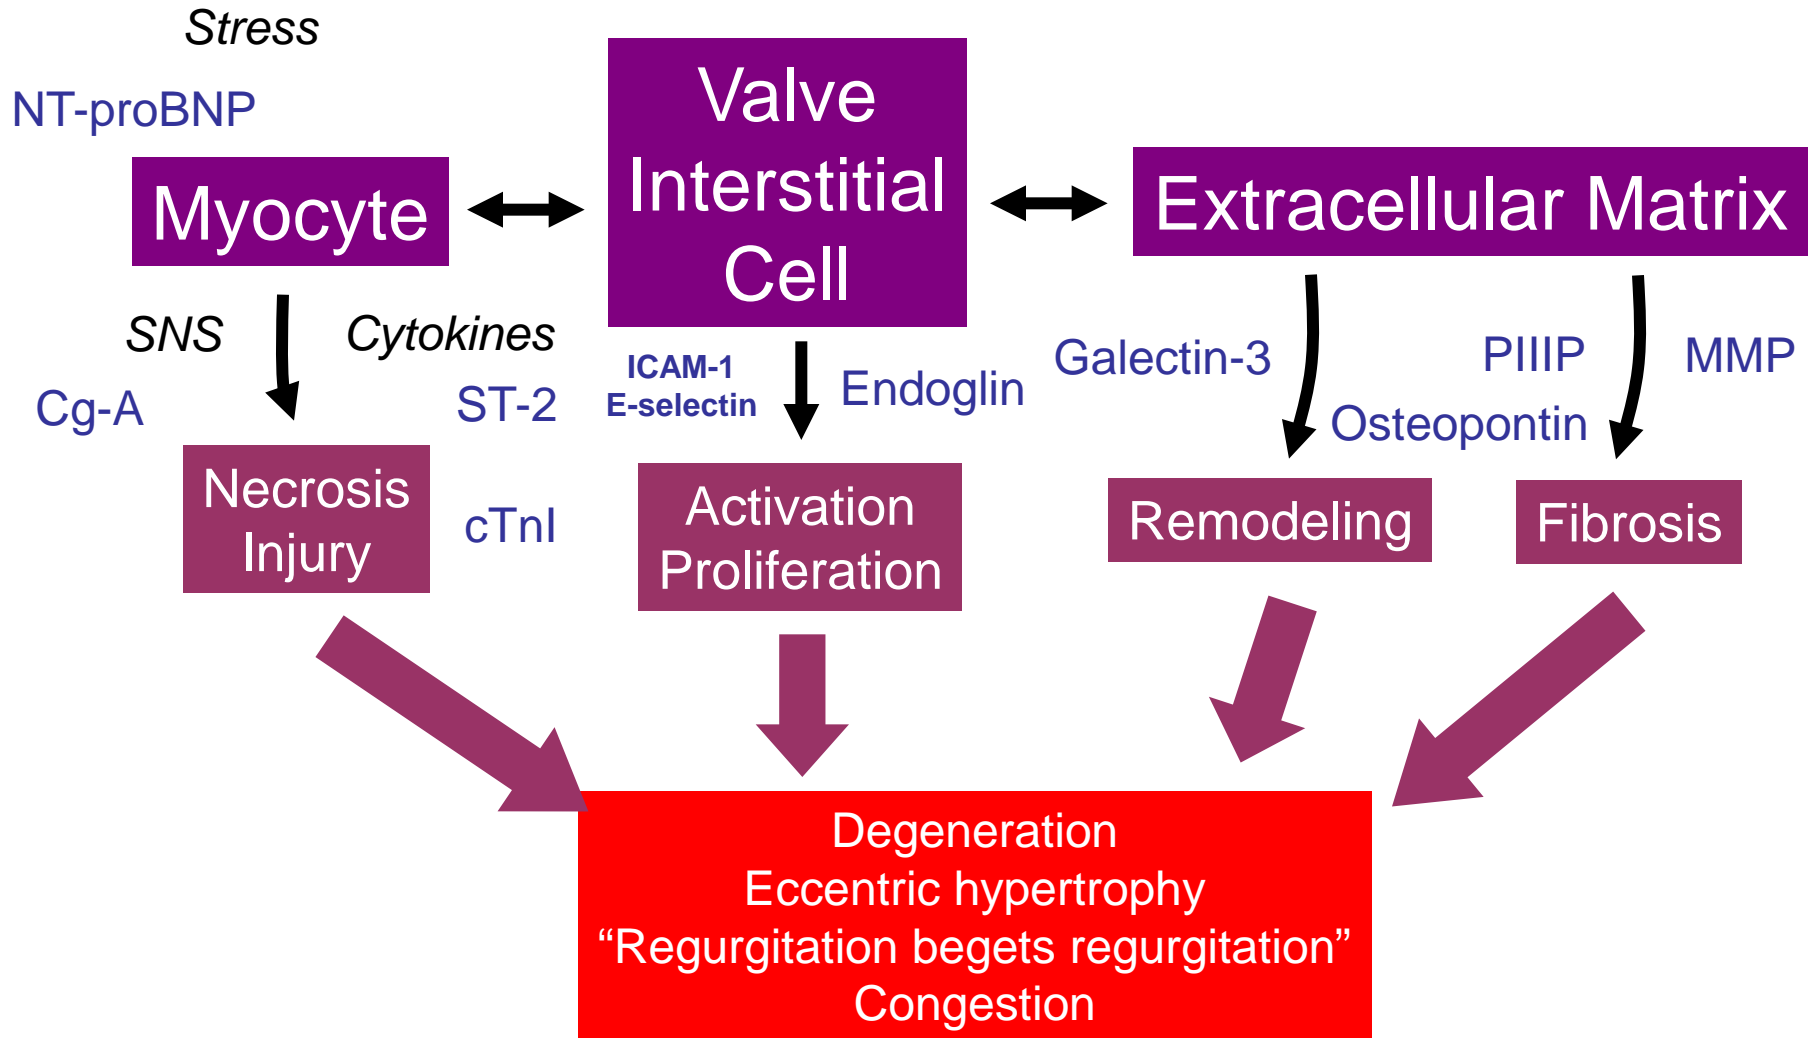 Stress
NT-proBNP
Myocyte
Valve
Interstitial
Cell
Extracellular Matrix
SNS
Cytokines
Cg-A
ST-2
ICAM-1
E-selectin
Endoglin
Galectin-3
PIIIP
MMP
Osteopontin
Necrosis
Injury
cTnI
Activation
Proliferation
Remodeling
Fibrosis
Degeneration
Eccentric hypertrophy
“Regurgitation begets regurgitation”
Congestion